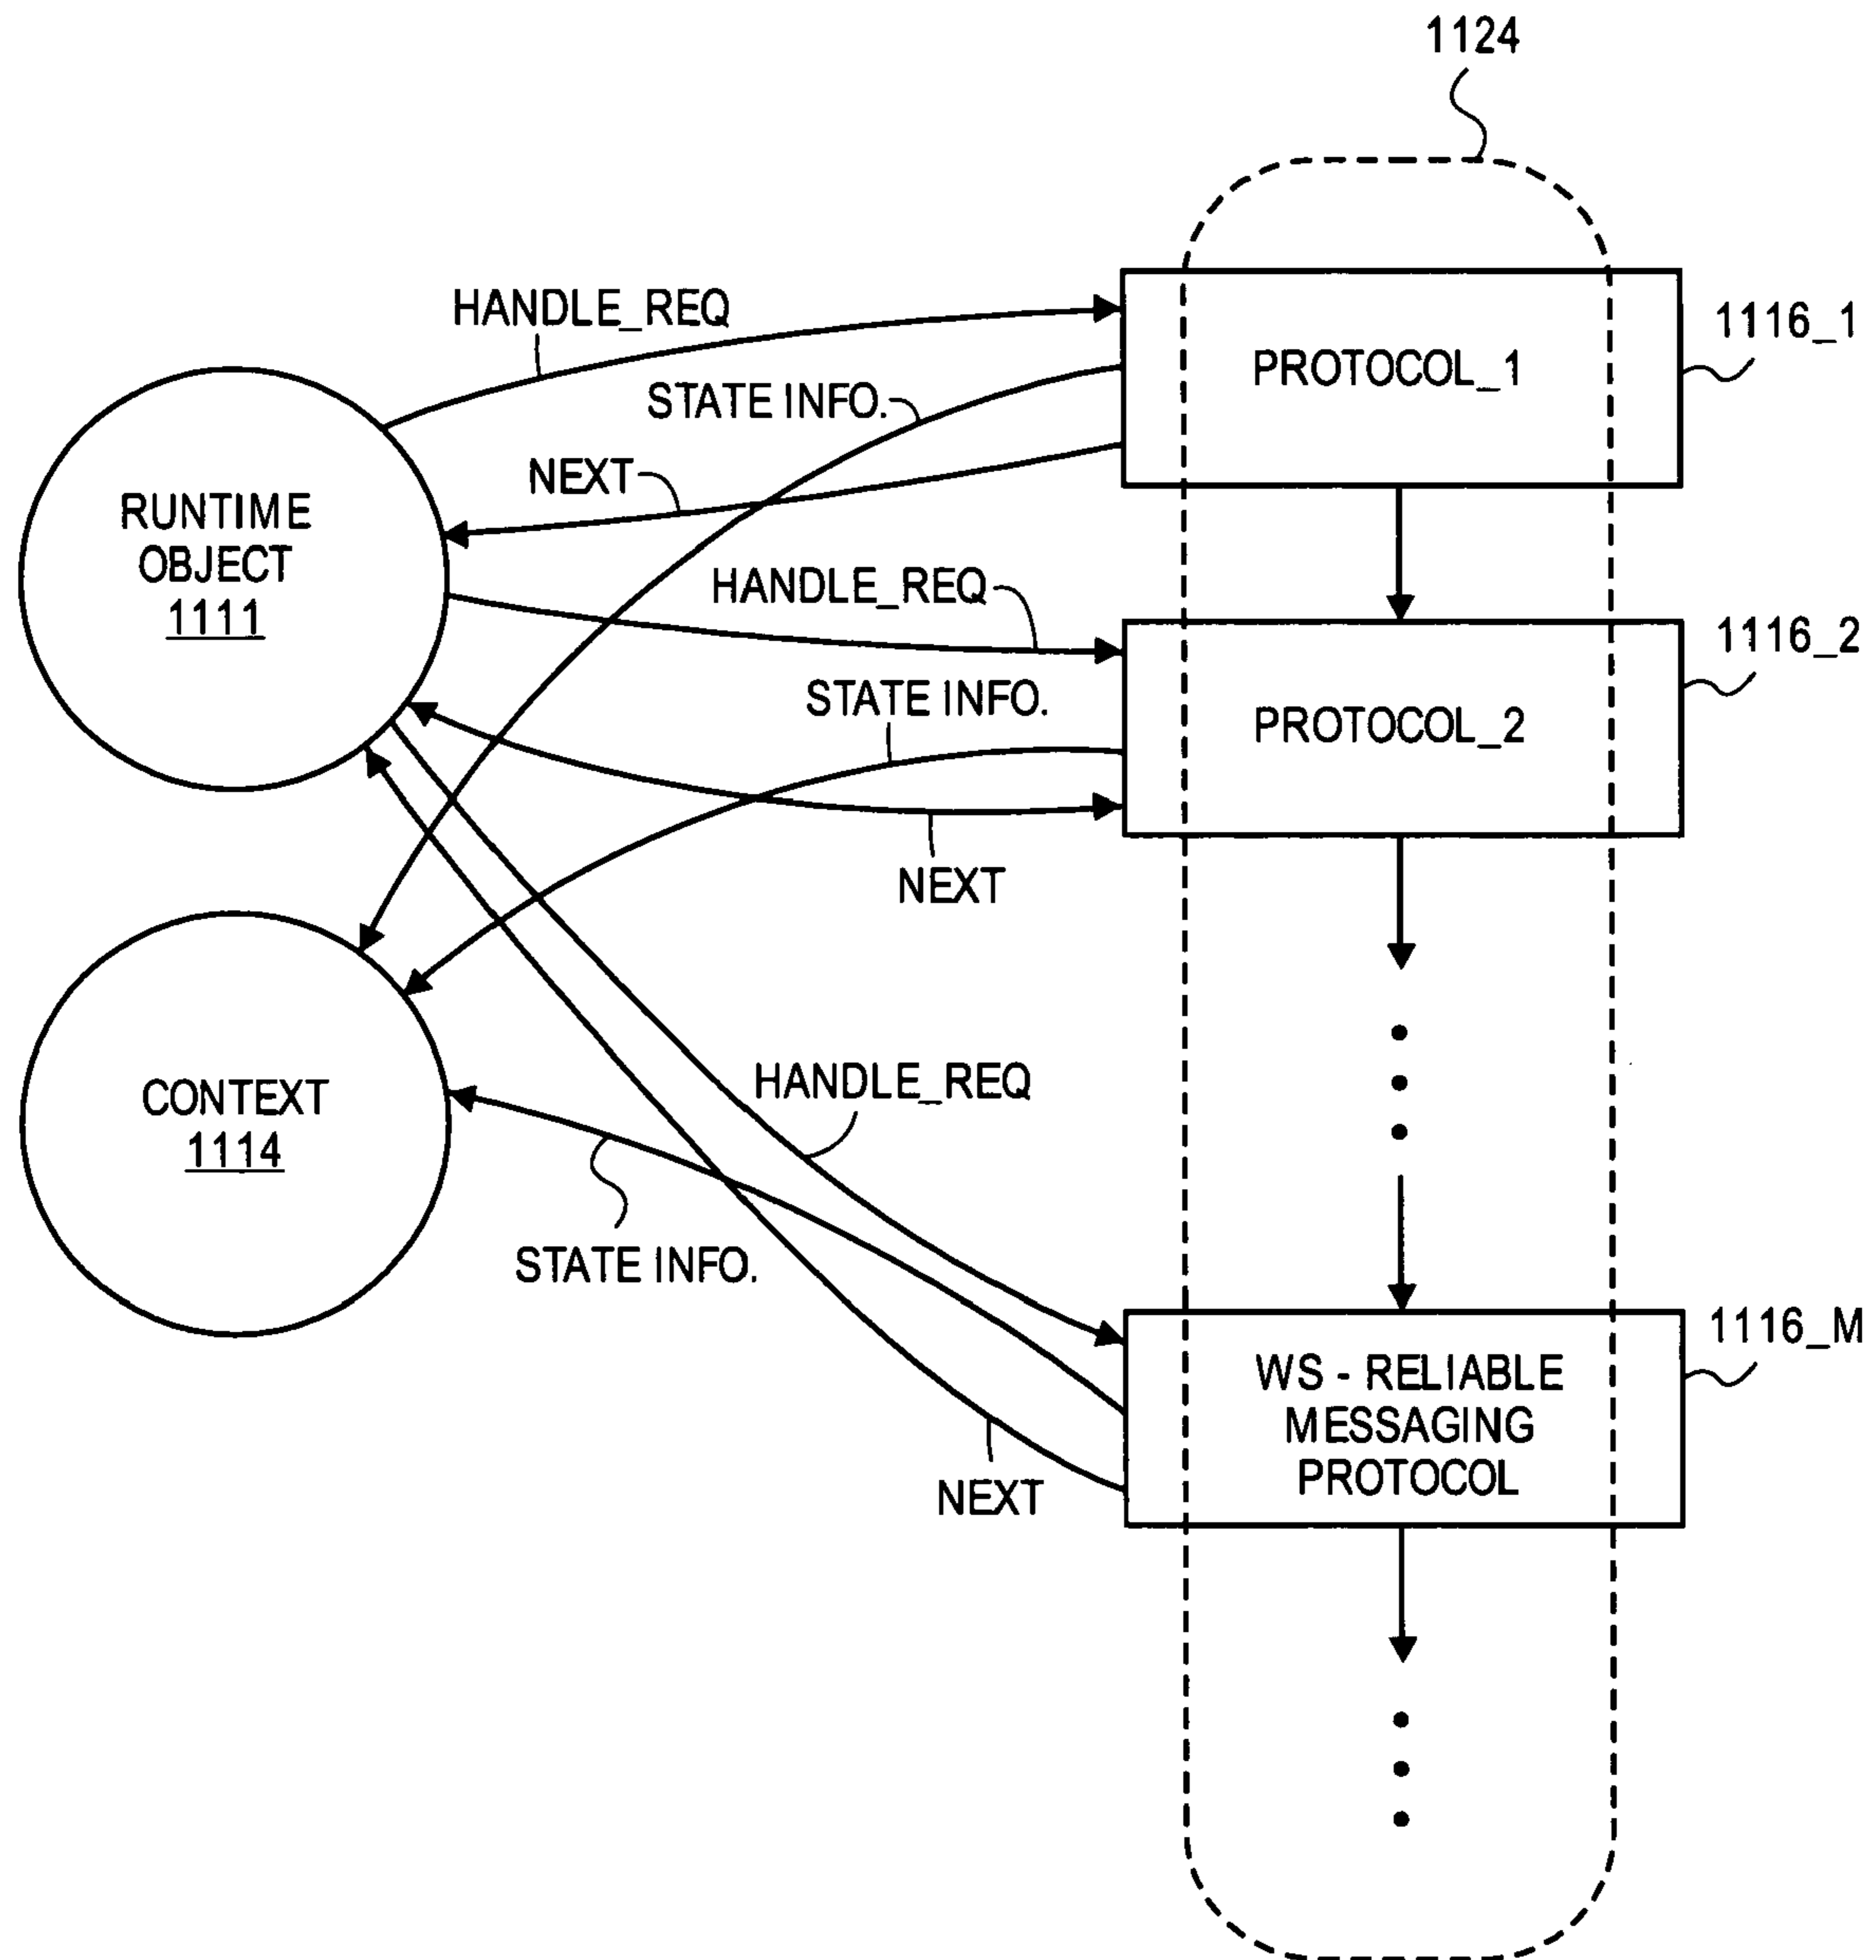 1124
HANDLE_REQ
1116_1
PROTOCOL_1
STATE INFO.
NEXT
RUNTIME
OBJECT
1111
HANDLE_REQ
1116_2
STATE INFO.
PROTOCOL_2
NEXT
HANDLE_REQ
CONTEXT
1114
STATE INFO.
1116_M
WS - RELIABLE
MESSAGING
PROTOCOL
NEXT